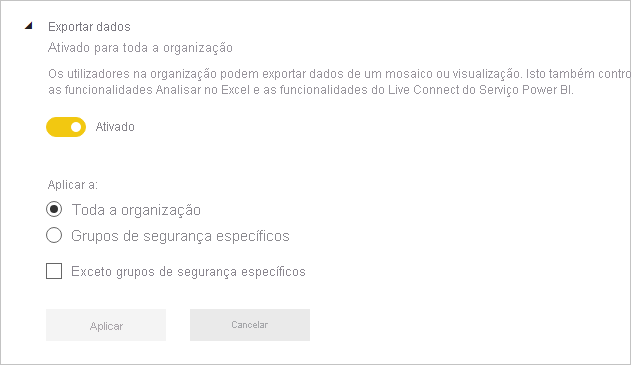 Exportar dados
Ativado para toda a organização
Os utilizadores na organização podem exportar dados de um mosaico ou visualização. Isto também contro
as funcionalidades Analisar no Excel e as funcionalidades do Live Connect do Serviço Power BI.
Ativado
Aplicar a:
Toda a organização
Grupos de segurança específicos
Exceto grupos de segurança específicos
Aplicar
Cancelar